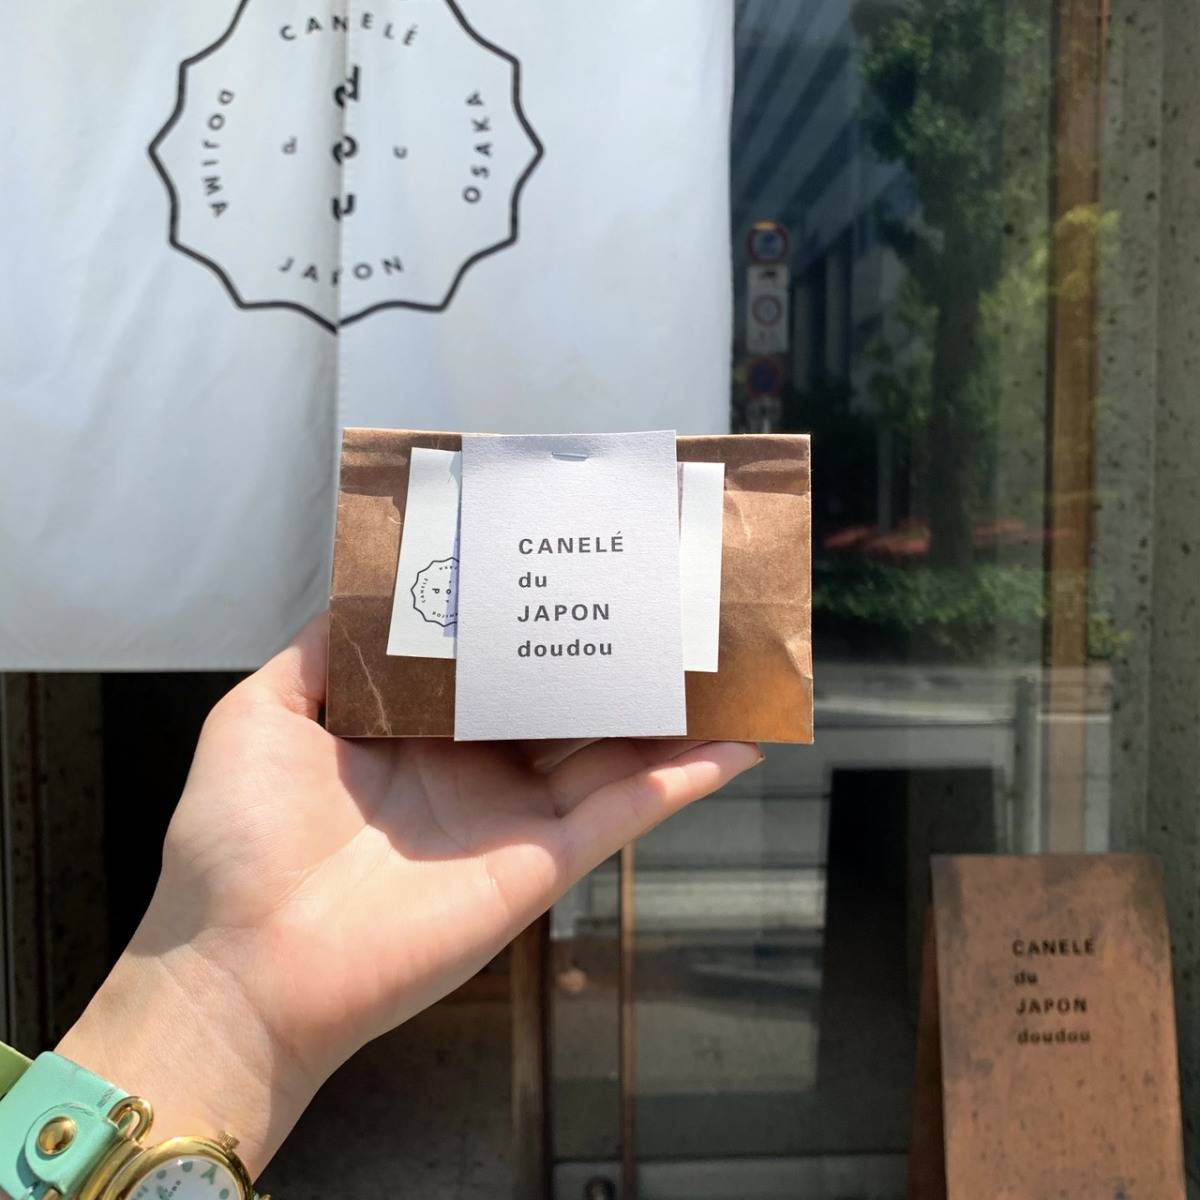 CANELÉ
DOJIMA
OSAKA
JAPON
CANELÉ
du
JAPON
doudou
CANELÉ
du
JAPON
doudou